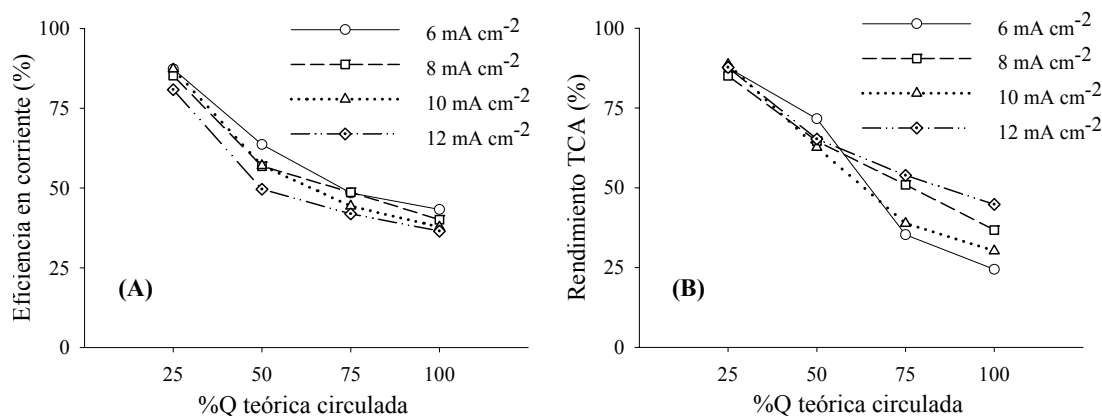 Eficiencia en corriente (%)
100
75
50
25
0
25 50 75 100
%Q teórica circulada
6 mA cm-2
8 mA cm-2
10 mA cm-2
12 mA cm-2
(A)
Rendimiento TCA (%)
100
75
50
25
0
25 50 75 100
%Q teórica circulada
6 mA cm-2
8 mA cm-2
10 mA cm-2
12 mA cm-2
(B)